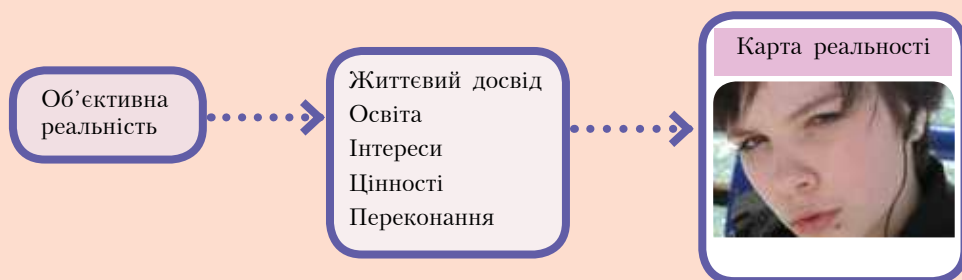 Об’єктивна
реальність
Життєвий досвід
Освіта
Інтереси
Цінності
Переконання
Карта реальності